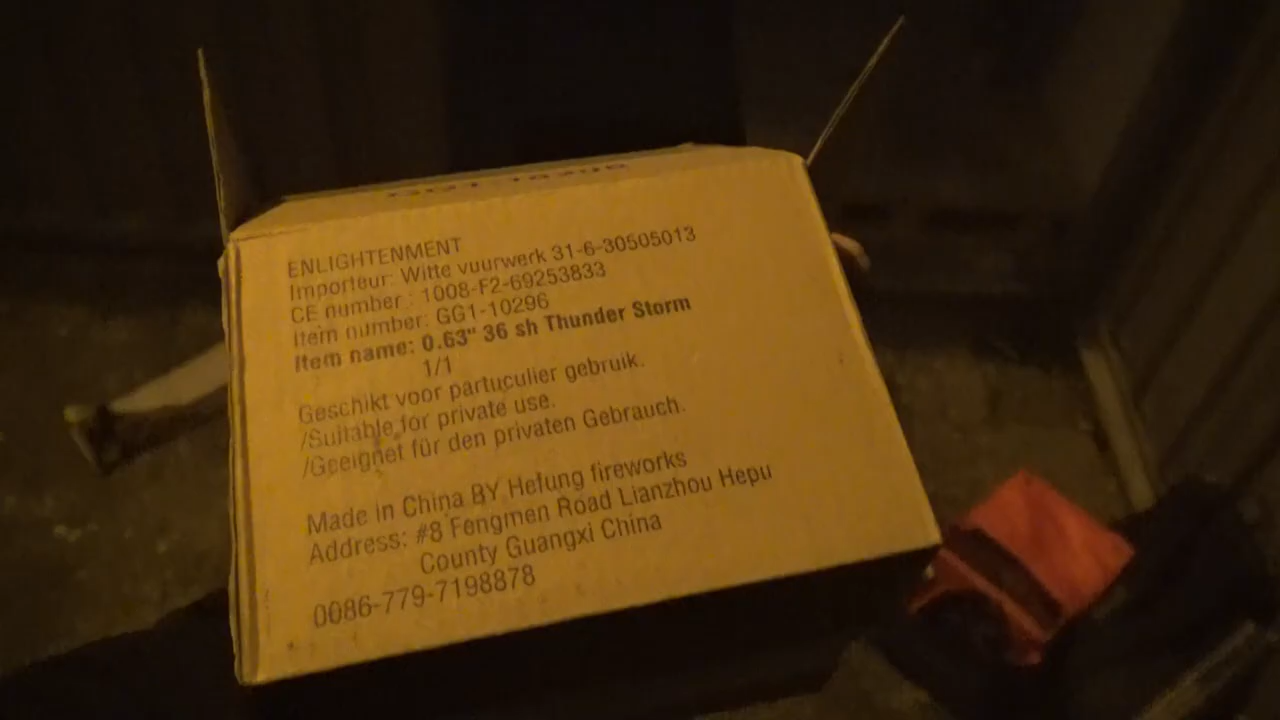 ENLIGHTENMENT
Importeur: Witte vuurwerk 31-6-30505013
CE number : 1008-F2-69253833
Item number: GG1-10296
Item name: 0.63" 36 sh Thunder Storm
1/1
Geschikt voor partuculier gebruik.
/Suitable for private use.
/Geeignet für den privaten Gebrauch.
Made in China BY Hefung fireworks
Address: #8 Fengmen Road Lianzhou Hepu
County Guangxi China
0086-779-7198878